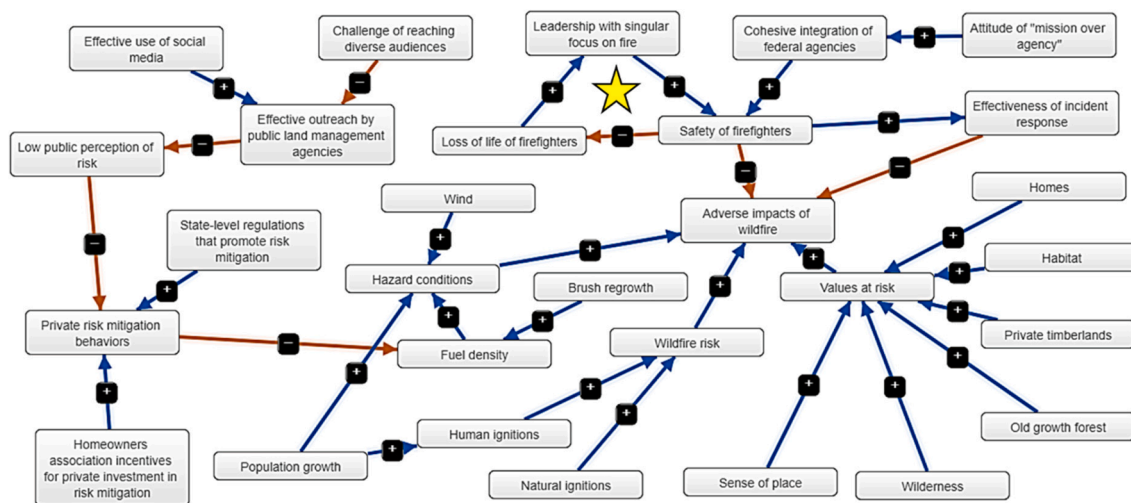 Effective use of social
media
Challenge of reaching
diverse audiences
Leadership with singular
focus on fire
Cohesive integration of
federal agencies
Attitude of "mission over
agency"
+
+
−
+
+
+
Effective outreach by
public land management
agencies
Effectiveness of incident
response
Low public perception of
risk
−
Loss of life of firefighters
−
Safety of firefighters
+
−
−
Wind
Homes
State-level regulations
that promote risk
mitigation
Adverse impacts of
wildfire
−
+
+
+
+
Habitat
+
Hazard conditions
Brush regrowth
Values at risk
+
+
+
+
Private timberlands
+
Private risk mitigation
behaviors
−
Fuel density
Wildfire risk
+
+
+
+
+
+
+
Old growth forest
Homeowners
association incentives
for private investment in
risk mitigation
Population growth
+
Human ignitions
Natural ignitions
Sense of place
Wilderness